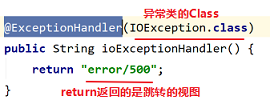 异常类的Class
@ExceptionHandler(IOException.class)
public String ioExceptionHandler() {
return "error/500";
}
return返回的是跳转的视图